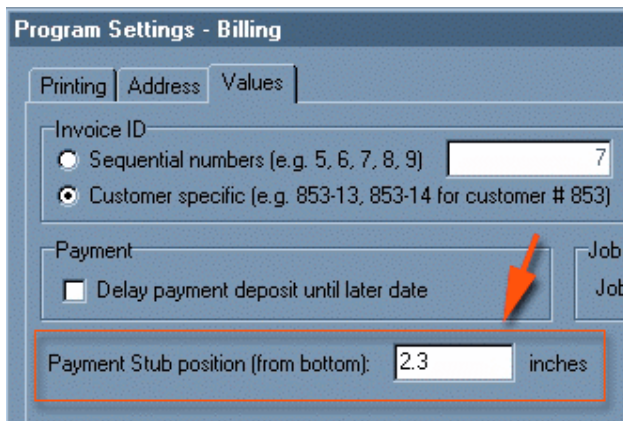 Program Settings - Billing
Printing Address Values
Invoice ID
Sequential numbers (e.g. 5, 6, 7, 8, 9) 7
Customer specific (e.g. 853-13, 853-14 for customer # 853)
Payment Job
Delay payment deposit until later date Job
Payment Stub position (from bottom): 2.3 inches